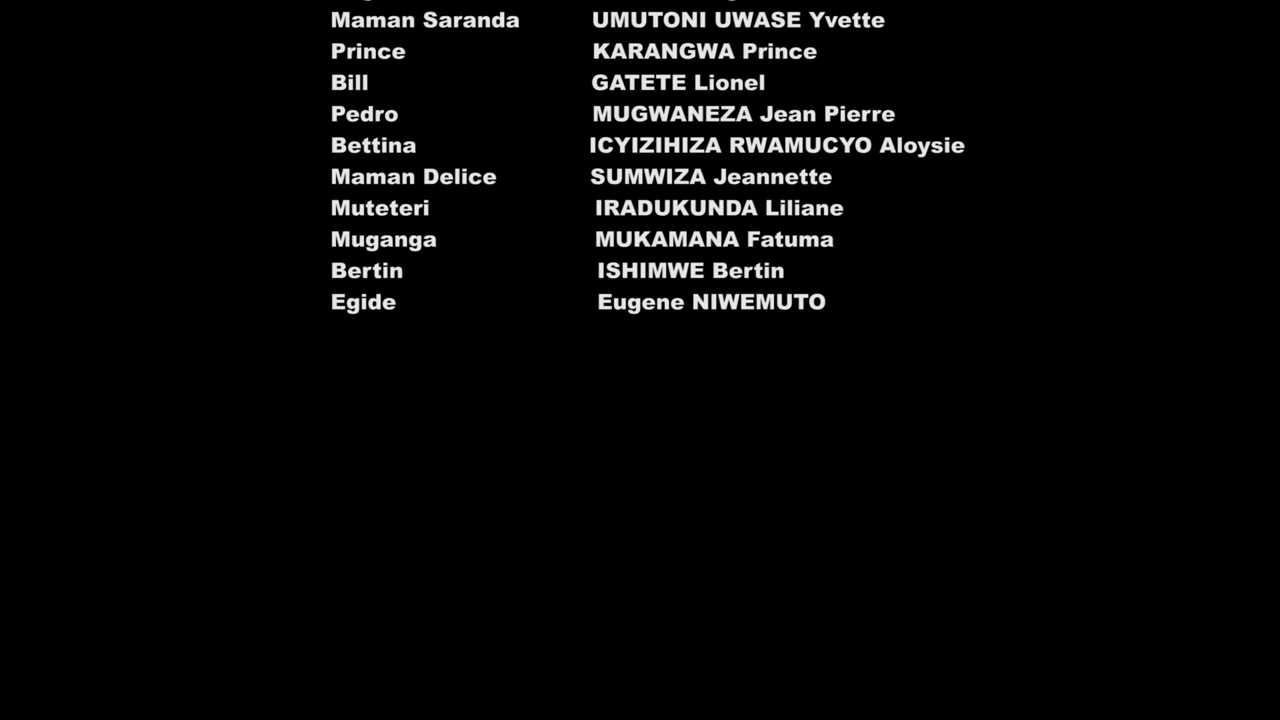 Maman Saranda UMUTONI UWASE Yvette
Prince KARANGWA Prince
Bill GATETE Lionel
Pedro MUGWANEZA Jean Pierre
Bettina ICYIZIHIZA RWAMUCYO Aloysie
Maman Delice SUMWIZA Jeannette
Muteteri IRADUKUNDA Liliane
Muganga MUKAMANA Fatuma
Bertin ISHIMWE Bertin
Egide Eugene NIWEMUTO